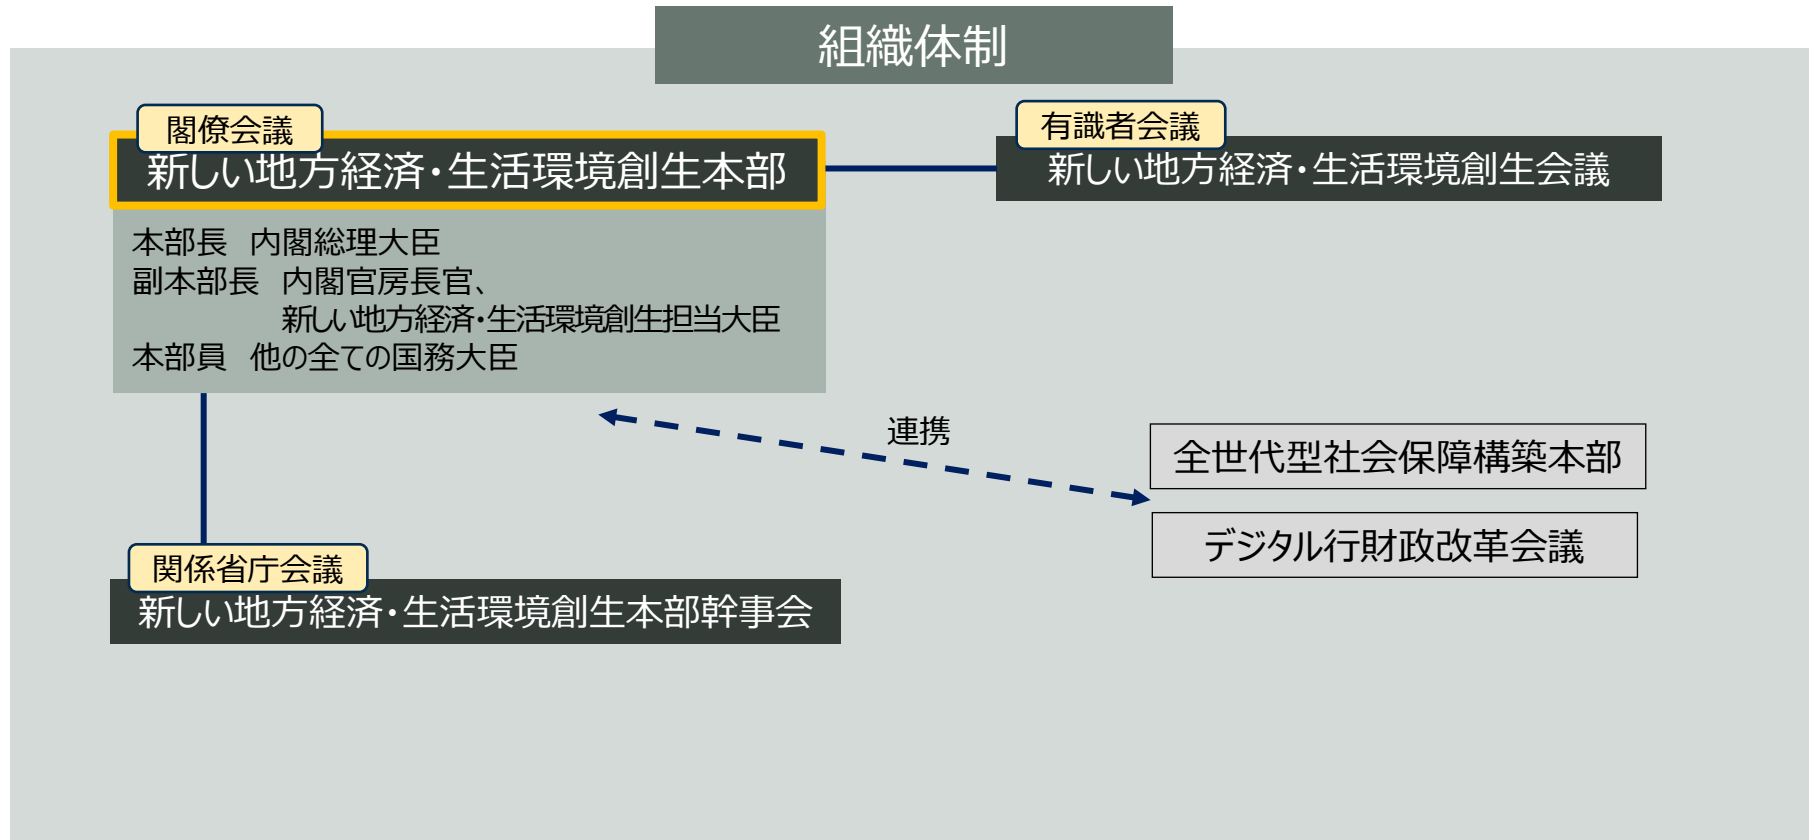 組織体制
閣僚会議
新しい地方経済・生活環境創生本部
本部長　内閣総理大臣
副本部長　内閣官房長官、
新しい地方経済・生活環境創生担当大臣
本部員　他の全ての国務大臣
有識者会議
新しい地方経済・生活環境創生会議
連携
全世代型社会保障構築本部
デジタル行財政改革会議
関係省庁会議
新しい地方経済・生活環境創生本部幹事会